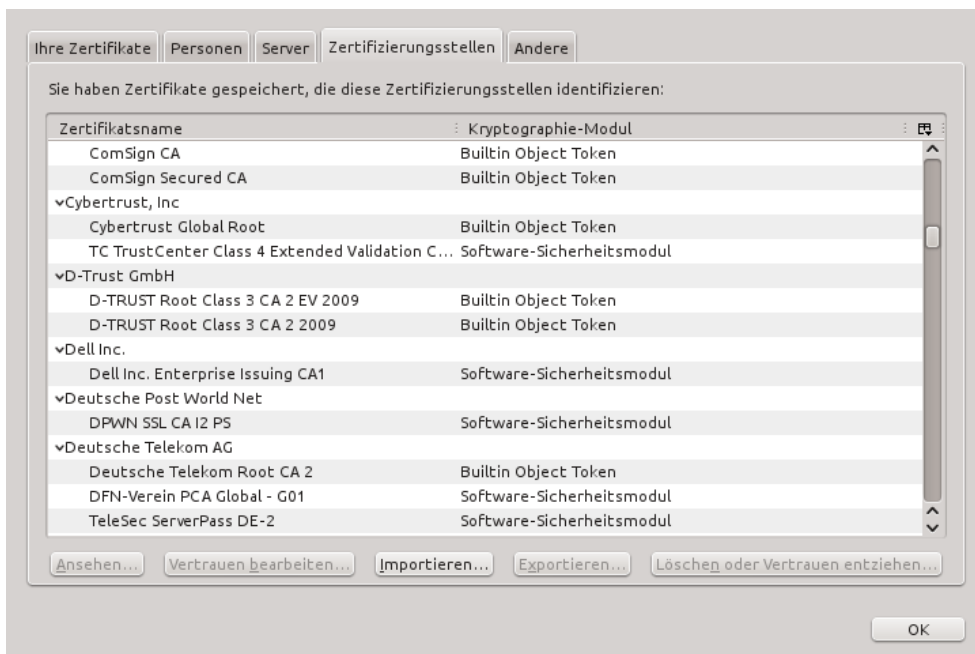 Ihre Zertifikate Personen Server Zertifizierungsstellen Andere
Sie haben Zertifikate gespeichert, die diese Zertifizierungsstellen identifizieren:
Zertifikatsname Kryptographie-Modul
ComSign CA Builtin Object Token
ComSign Secured CA Builtin Object Token
Cybertrust, Inc
Cybertrust Global Root Builtin Object Token
TC TrustCenter Class 4 Extended Validation C... Software-Sicherheitsmodul
D-Trust GmbH
D-TRUST Root Class 3 CA 2 EV 2009 Builtin Object Token
D-TRUST Root Class 3 CA 2 2009 Builtin Object Token
Dell Inc.
Dell Inc. Enterprise Issuing CA1 Software-Sicherheitsmodul
Deutsche Post World Net
DPWN SSL CA I2 PS Software-Sicherheitsmodul
Deutsche Telekom AG
Deutsche Telekom Root CA 2 Builtin Object Token
DFN-Verein PCA Global - G01 Software-Sicherheitsmodul
TeleSec ServerPass DE-2 Software-Sicherheitsmodul
Ansehen... Vertrauen bearbeiten... Importieren... Exportieren... Löschen oder Vertrauen entziehen...
OK